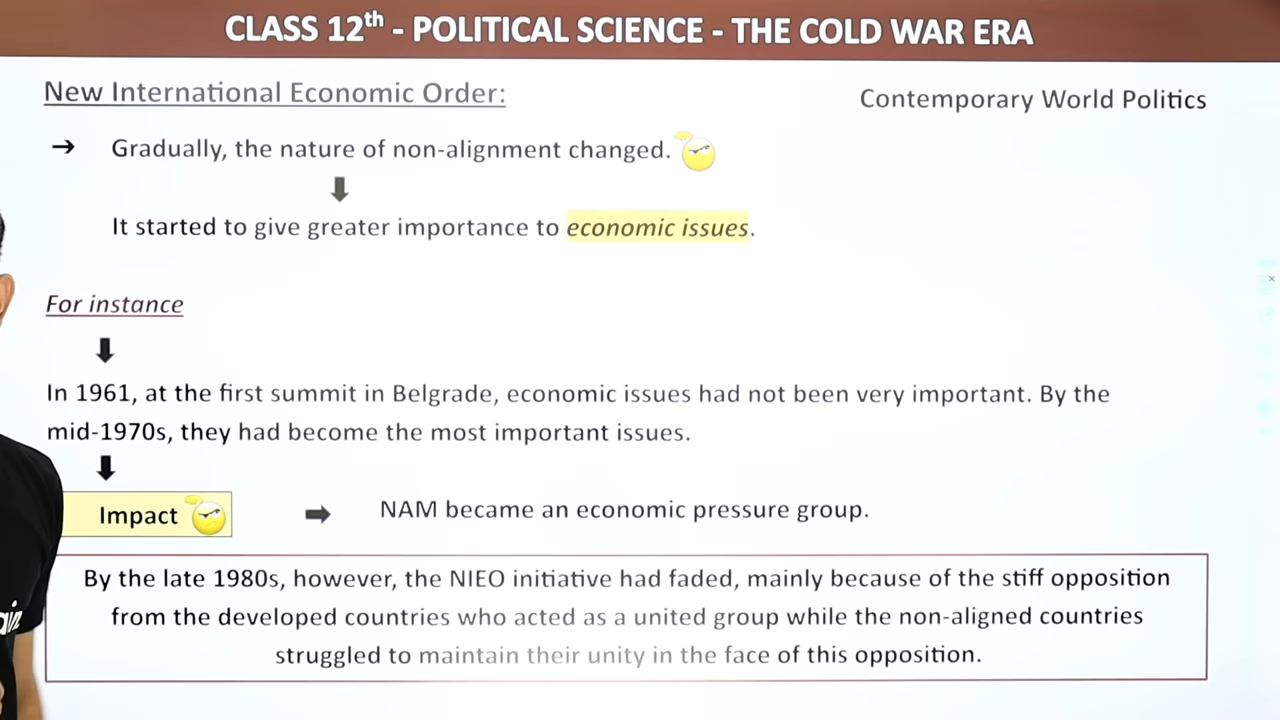 CLASS 12th - POLITICAL SCIENCE - THE COLD WAR ERA
New International Economic Order:
Contemporary World Politics
→ Gradually, the nature of non-alignment changed.
It started to give greater importance to economic issues.
For instance
In 1961, at the first summit in Belgrade, economic issues had not been very important. By the
mid-1970s, they had become the most important issues.
Impact
NAM became an economic pressure group.
By the late 1980s, however, the NIEO initiative had faded, mainly because of the stiff opposition
from the developed countries who acted as a united group while the non-aligned countries
struggled to maintain their unity in the face of this opposition.